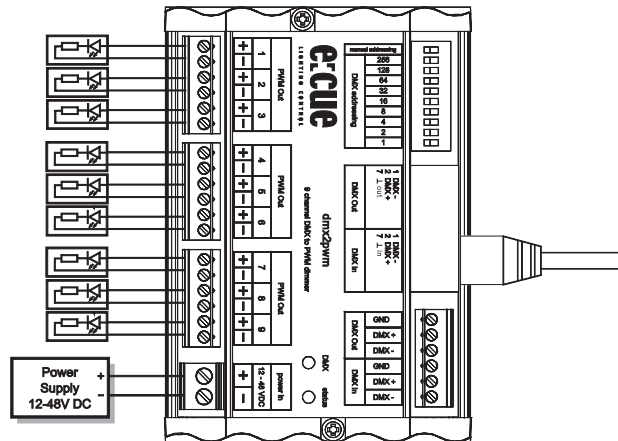 Power
Supply
12-48V DC
+
-
+
-
1
+
-
2
+
-
3
PWM Out
+
-
4
+
-
5
+
-
6
PWM Out
+
-
7
+
-
8
+
-
9
PWM Out
+
-
12 - 48 VDC
power in
e:cue
LIGHTING CONTROL
dmx2pwm
9 channel DMX to PWM dimmer
DMX
status
manual addressing
256
128
64
32
16
8
4
2
1
DMX addressing
1 DMX -
2 DMX +
7 ⊥ out
DMX Out
1 DMX -
2 DMX +
7 ⊥ in
DMX In
GND
DMX +
DMX -
DMX Out
GND
DMX +
DMX -
DMX In